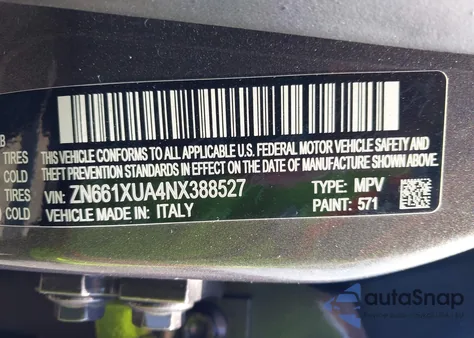 B
TIRES
COLD
TIRES
COLD
THIS VEHICLE CONFORMS TO ALL APPLICABLE U.S. FEDERAL MOTOR VEHICLE SAFETY AND
THEFT PREVENTION STANDARDS IN EFFECT ON THE DATE OF MANUFACTURE SHOWN ABOVE.
VIN: ZN661XUA4NX388527 TYPE: MPV
VEHICLE MADE IN: ITALY PAINT: 571
autoSnap